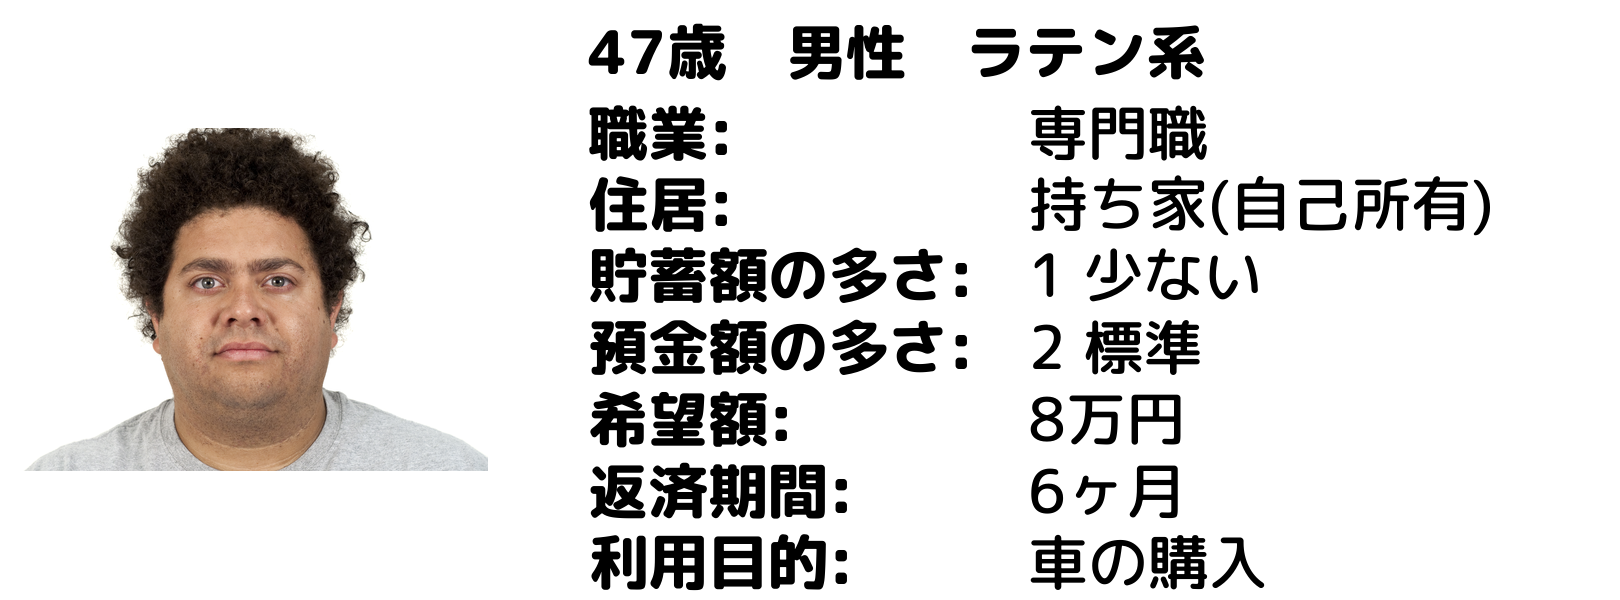 47歳　男性　ラテン系
職業: 専門職
住居: 持ち家(自己所有)
貯蓄額の多さ: 1 少ない
預金額の多さ: 2 標準
希望額: 8万円
返済期間: 6ヶ月
利用目的: 車の購入